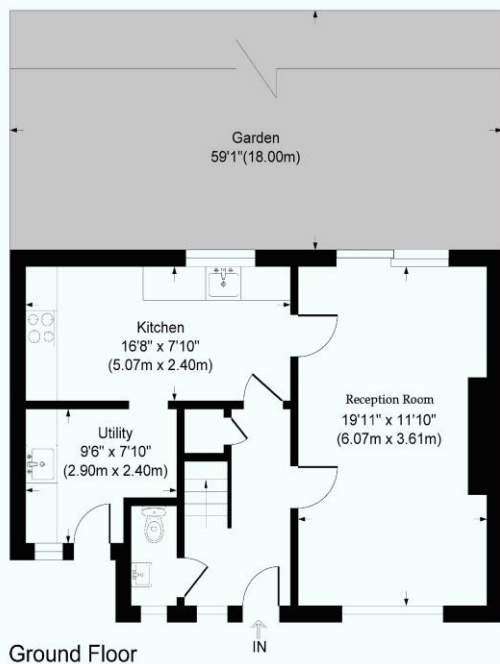 Garden
59'1"(18.00m)
Kitchen
16'8" x 7'10"
(5.07m x 2.40m)
Reception Room
19'11" x 11'10"
(6.07m x 3.61m)
Utility
9'6" x 7'10"
(2.90m x 2.40m)
IN
Ground Floor